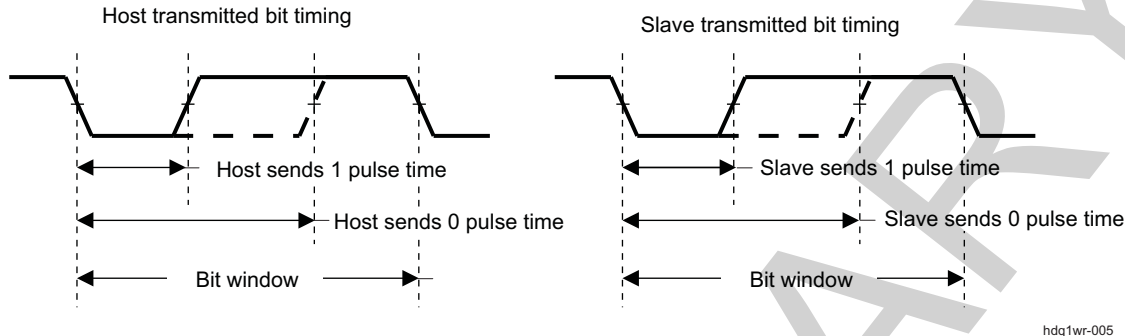 Host transmitted bit timing
Slave transmitted bit timing
Host sends 1 pulse time
Slave sends 1 pulse time
Host sends 0 pulse time
Slave sends 0 pulse time
Bit window
Bit window
hdq1wr-005